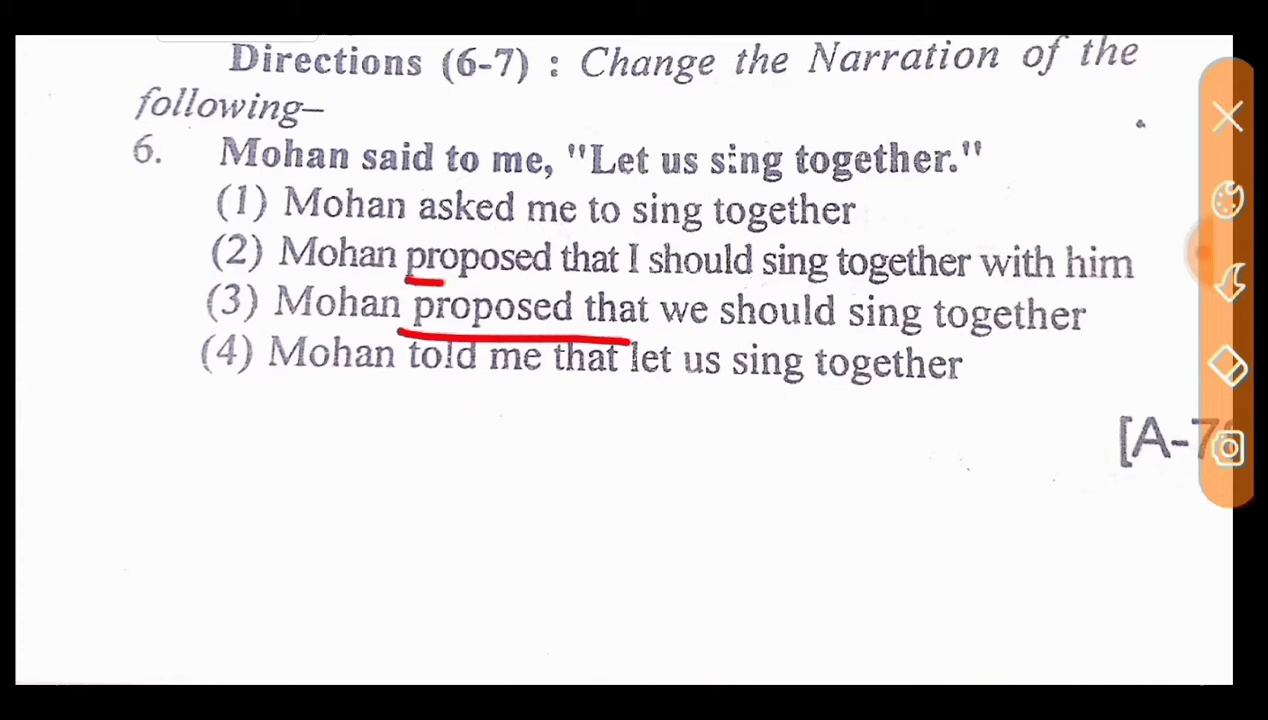 Directions (6-7) : Change the Narration of the
following–
6. Mohan said to me, "Let us sing together."
(1) Mohan asked me to sing together
(2) Mohan proposed that I should sing together with him
(3) Mohan proposed that we should sing together
(4) Mohan told me that let us sing together
[A-7